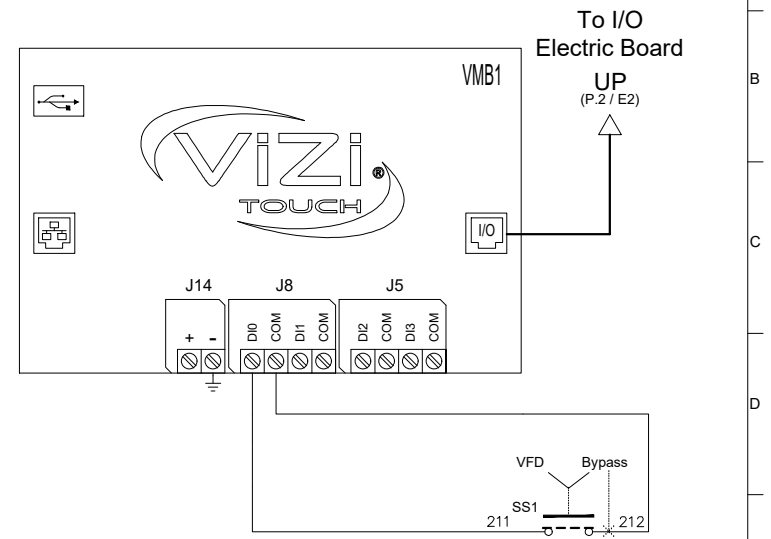 To I/O
Electric Board
UP
(P.2 / E2)
VMB1
B
ViZi®
TOUCH
I/O
C
J14
J8
J5
+ -
DI0 COM DI1 COM
DI2 COM DI3 COM
D
VFD Bypass
SS1
211 212